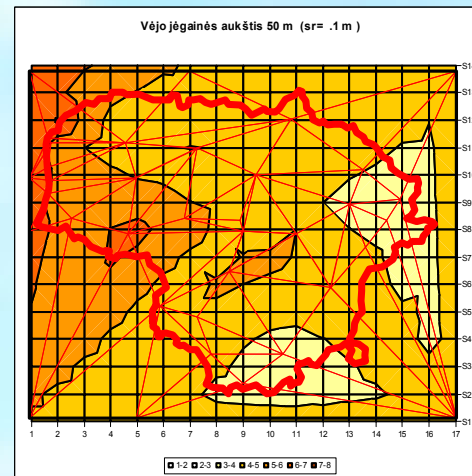 Vėjo jėgainės aukštis 50 m (sr= .1 m )
S1
S1
S1
S1
S1
S9
S8
S7
S6
S5
S4
S3
S2
S1
1 2 3 4 5 6 7 8 9 10 11 12 13 14 15 16 17
1-2 2-3 3-4 4-5 5-6 6-7 7-8